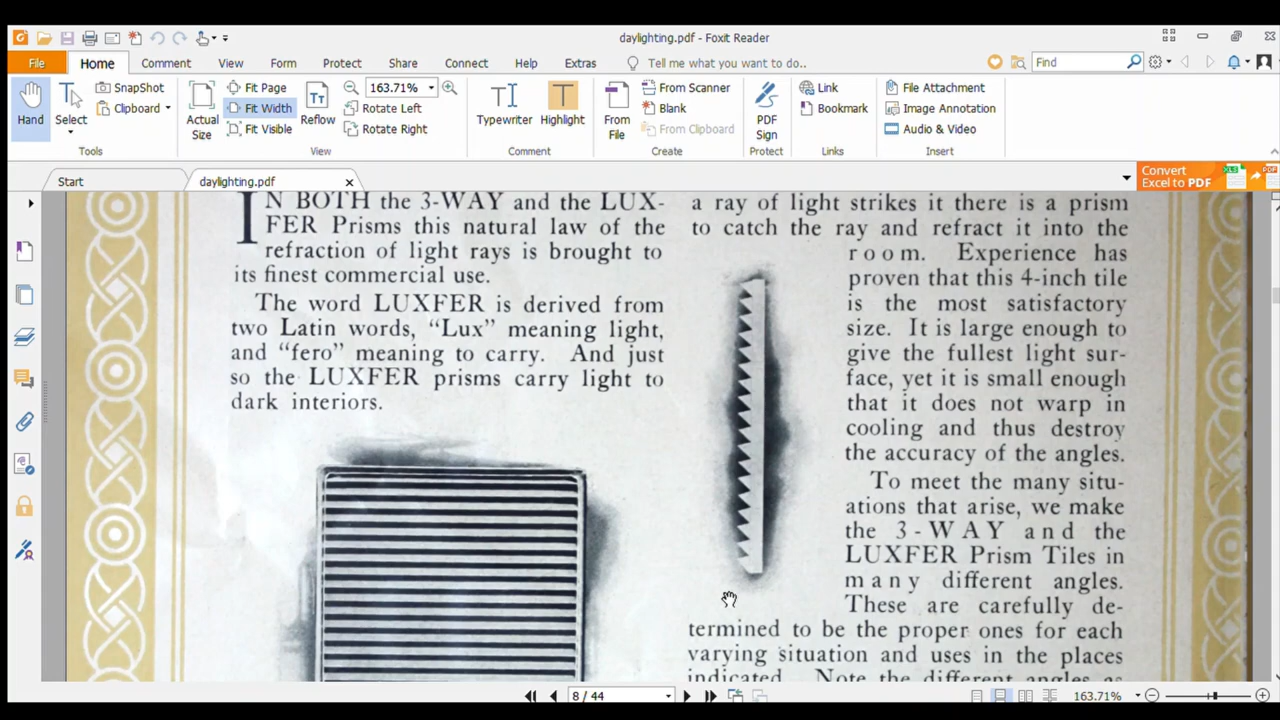 daylighting.pdf - Foxit Reader
File Home Comment View Form Protect Share Connect Help Extras Tell me what you want to do.. Find
Hand
Select
SnapShot
Clipboard
Tools
Actual
Size
Fit Page
Fit Width
Fit Visible
Reflow
163.71%
Rotate Left
Rotate Right
View
Typewriter
Highlight
Comment
From
File
From Scanner
Blank
From Clipboard
Create
PDF
Sign
Protect
Link
Bookmark
Links
File Attachment
Image Annotation
Audio & Video
Insert
Start
daylighting.pdf
Convert
Excel to PDF
IN BOTH the 3-WAY and the LUX-
FER Prisms this natural law of the
refraction of light rays is brought to
its finest commercial use.
The word LUXFER is derived from
two Latin words, “Lux” meaning light,
and “fero” meaning to carry. And just
so the LUXFER prisms carry light to
dark interiors.
a ray of light strikes it there is a prism
to catch the ray and refract it into the
room. Experience has
proven that this 4-inch tile
is the most satisfactory
size. It is large enough to
give the fullest light sur-
face, yet it is small enough
that it does not warp in
cooling and thus destroy
the accuracy of the angles.
To meet the many situ-
ations that arise, we make
the 3-WAY and the
LUXFER Prism Tiles in
many different angles.
These are carefully de-
termined to be the proper ones for each
varying situation and uses in the places
indicated. Note the different angles as
8 / 44
163.71%